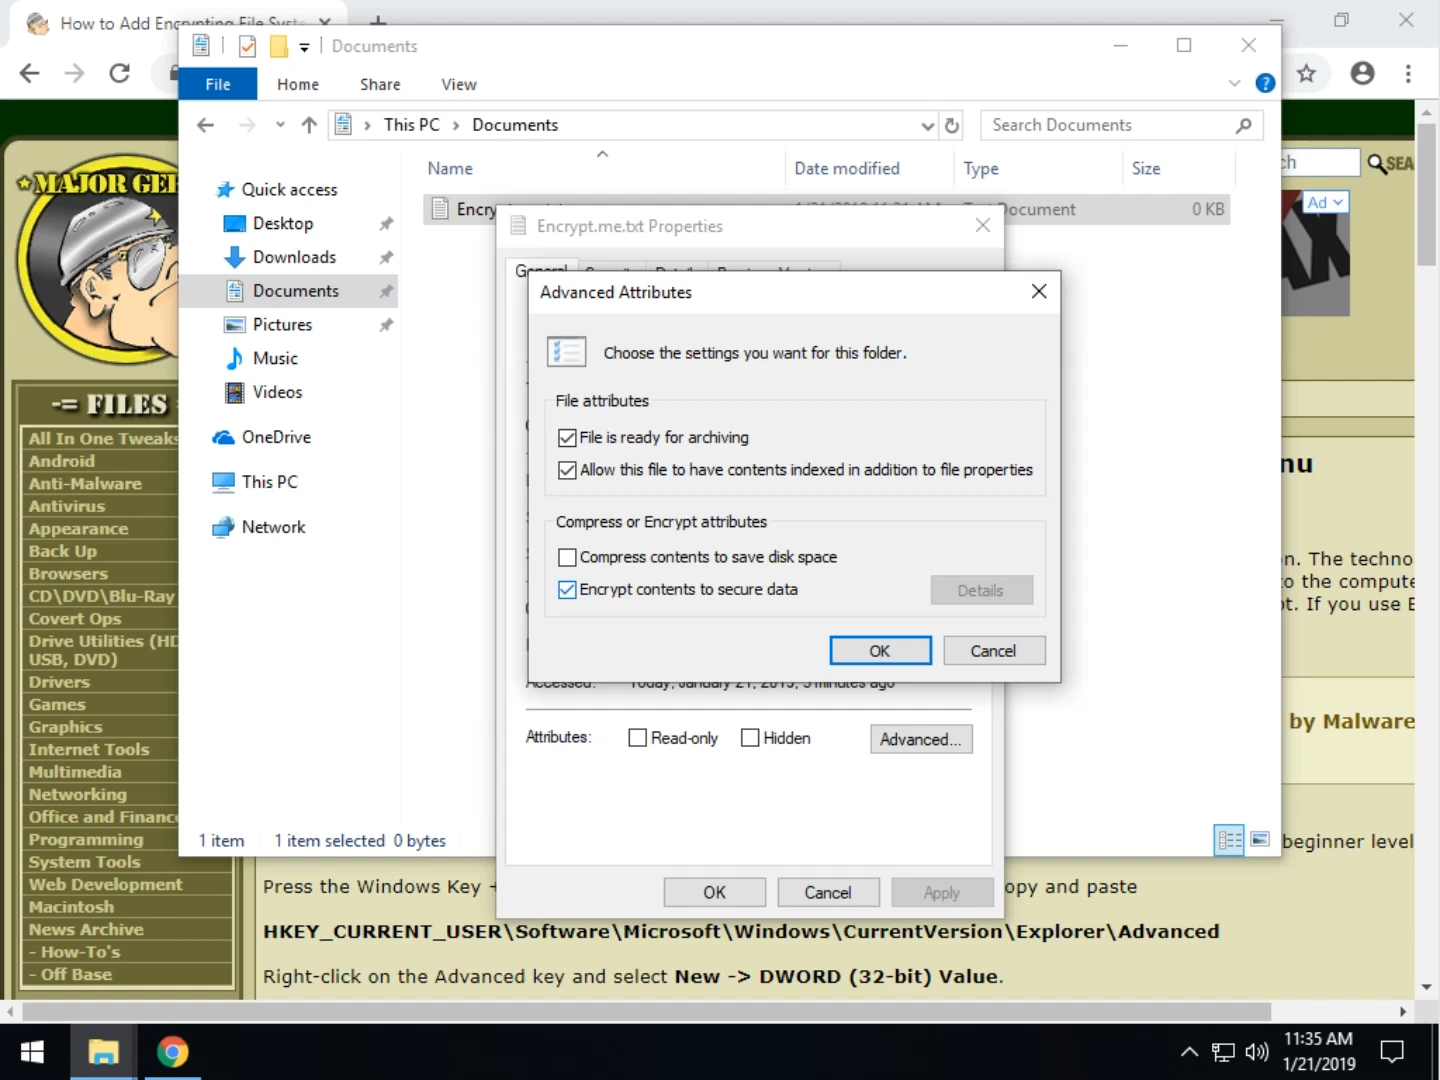 How to Add Encrypting File Syste
Documents
File
Home
Share
View
This PC
Documents
Search Documents
Name
Date modified
Type
Size
Document
0 KB
Quick access
Desktop
Downloads
Documents
Pictures
Music
Videos
OneDrive
This PC
Network
1 item
1 item selected 0 bytes
Encrypt.me.txt Properties
General
Advanced Attributes
Choose the settings you want for this folder.
File attributes
File is ready for archiving
Allow this file to have contents indexed in addition to file properties
Compress or Encrypt attributes
Compress contents to save disk space
Encrypt contents to secure data
Details
OK
Cancel
Accessed: Today, January 21, 2019, 3 minutes ago
Attributes:
Read-only
Hidden
Advanced...
OK
Cancel
Apply
MAJOR GE
-= FILES
All In One Tweaks
Android
Anti-Malware
Antivirus
Appearance
Back Up
Browsers
CD\DVD\Blu-Ray
Covert Ops
Drive Utilities (HD
USB, DVD)
Drivers
Games
Graphics
Internet Tools
Multimedia
Networking
Office and Finance
Programming
System Tools
Web Development
Macintosh
News Archive
- How-To's
- Off Base
ch
SEA
Ad
AX
nu
n. The techno
o the compute
t. If you use E
by Malware
beginner level
Press the Windows Key +
opy and paste
HKEY_CURRENT_USER\Software\Microsoft\Windows\CurrentVersion\Explorer\Advanced
Right-click on the Advanced key and select New -> DWORD (32-bit) Value.
11:35 AM
1/21/2019